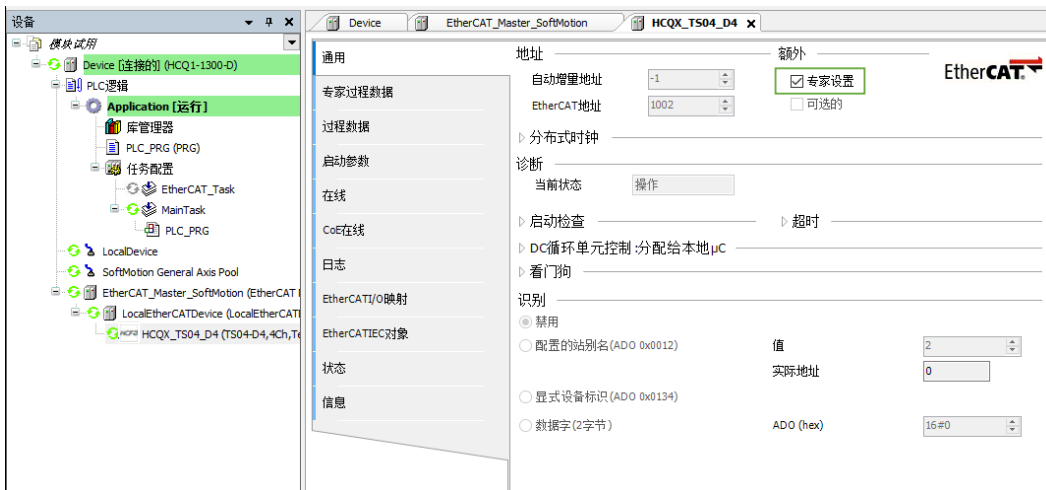 设备
模块试用
Device [连接的] (HCQ1-1300-D)
PLC逻辑
Application [运行]
库管理器
PLC_PRG (PRG)
任务配置
EtherCAT_Task
MainTask
PLC_PRG
LocalDevice
SoftMotion General Axis Pool
EtherCAT_Master_SoftMotion (EtherCAT
LocalEtherCATDevice (LocalEtherCATI
HCFA HCQX_TS04_D4 (TS04-D4,4Ch,Te
Device EtherCAT_Master_SoftMotion HCQX_TS04_D4
通用
专家过程数据
过程数据
启动参数
在线
CoE在线
日志
EtherCATI/O映射
EtherCATIEC对象
状态
信息
地址 额外
自动增量地址 -1 专家设置
EtherCAT地址 1002 可选的
EtherCAT
分布式时钟
诊断
当前状态 操作
启动检查 超时
DC循环单元控制:分配给本地μC
看门狗
识别
禁用
配置的站别名(ADO 0x0012) 值 2
实际地址 0
显式设备标识(ADO 0x0134)
数据字(2字节) ADO (hex) 16#0